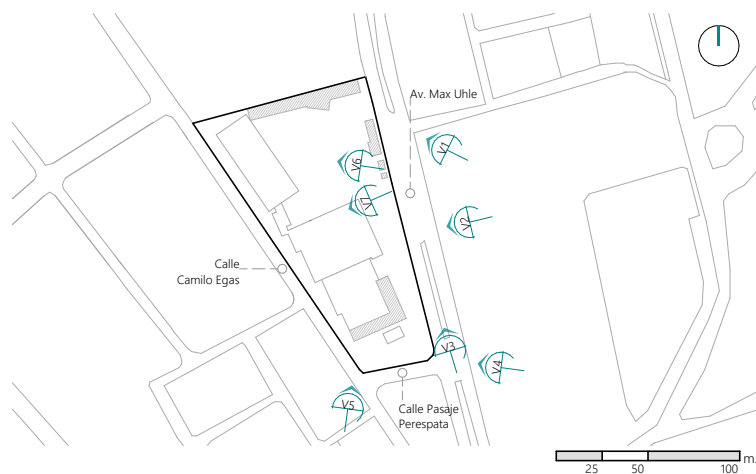 Av. Max Uhle
V1
V6
V7
V2
Calle
Camilo Egas
V3
V4
V5
Calle Pasaje
Perespata
25 50 100 m.